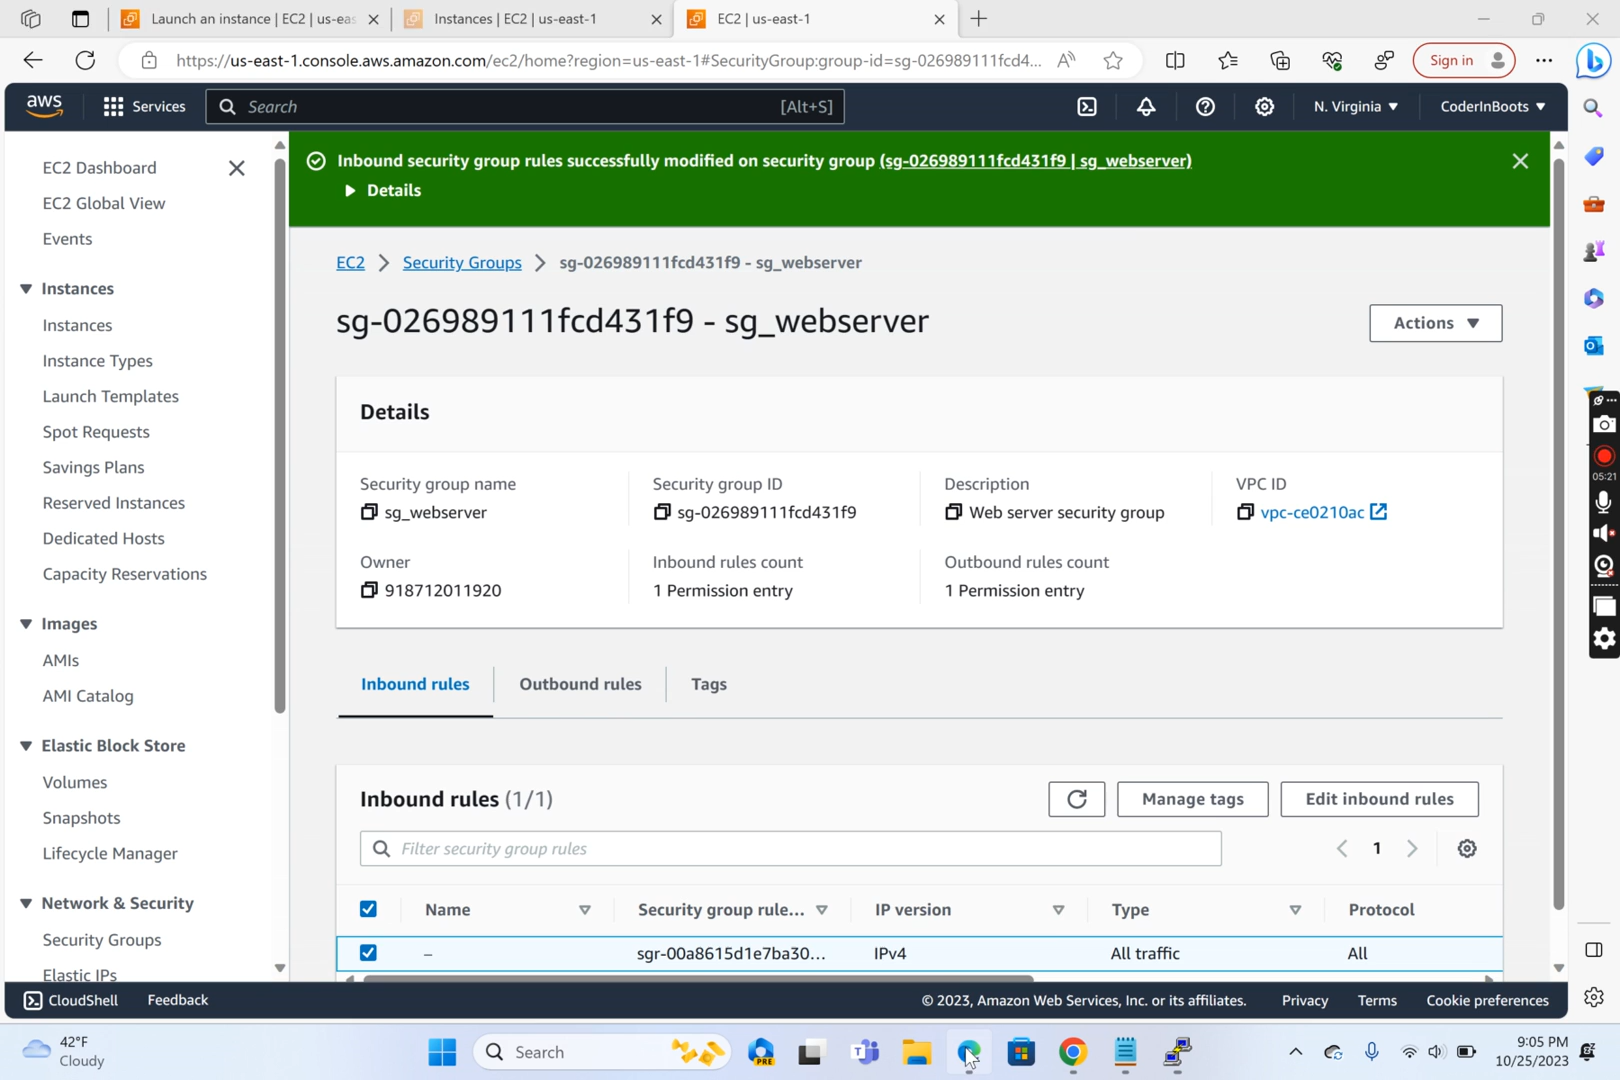 Launch an instance | EC2 | us-eas
Instances | EC2 | us-east-1
EC2 | us-east-1
https://us-east-1.console.aws.amazon.com/ec2/home?region=us-east-1#SecurityGroup:group-id=sg-026989111fcd4...
Sign in
aws
Services
Search
[Alt+S]
N. Virginia
CoderInBoots
EC2 Dashboard
EC2 Global View
Events
Instances
Instances
Instance Types
Launch Templates
Spot Requests
Savings Plans
Reserved Instances
Dedicated Hosts
Capacity Reservations
Images
AMIs
AMI Catalog
Elastic Block Store
Volumes
Snapshots
Lifecycle Manager
Network & Security
Security Groups
Elastic IPs
Inbound security group rules successfully modified on security group (sg-026989111fcd431f9 | sg_webserver)
Details
EC2 > Security Groups > sg-026989111fcd431f9 - sg_webserver
sg-026989111fcd431f9 - sg_webserver
Actions
Details
Security group name
sg_webserver
Security group ID
sg-026989111fcd431f9
Description
Web server security group
VPC ID
vpc-ce0210ac
Owner
918712011920
Inbound rules count
1 Permission entry
Outbound rules count
1 Permission entry
Inbound rules
Outbound rules
Tags
Inbound rules (1/1)
Manage tags
Edit inbound rules
Filter security group rules
1
Name
Security group rule...
IP version
Type
Protocol
–
sgr-00a8615d1e7ba30...
IPv4
All traffic
All
05:21
CloudShell
Feedback
© 2023, Amazon Web Services, Inc. or its affiliates.
Privacy
Terms
Cookie preferences
42°F
Cloudy
Search
PRE
9:05 PM
10/25/2023